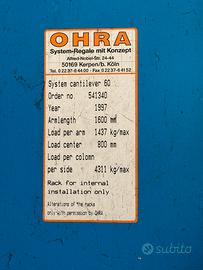 OHRA
System-Regale mit Konzept
Alfred-Nobel-Str. 24-44
50169 Kerpen/b. Köln
Tel. 0 22 37-6 44 00 Fax 0 22 37-6 41 52
System cantilever 60
Order no 541340
Year 1997
Armlength 1600 mm
Load per arm 1437 kg/max
Load center 800 mm
Load per colomn
per side 4311 kg/max
Rack for internal
installation only
Alterations of the racks
only with permission by OHRA
subito